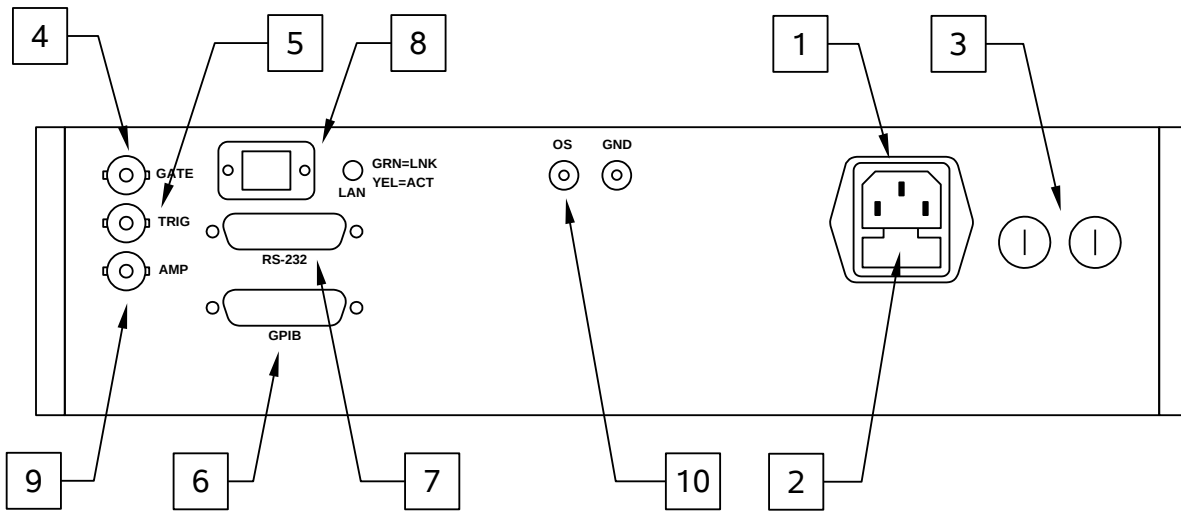 4
5
8
1
3
OS
GND
GATE
GRN=LNK
LAN
YEL=ACT
TRIG
RS-232
AMP
GPIB
9
6
7
10
2